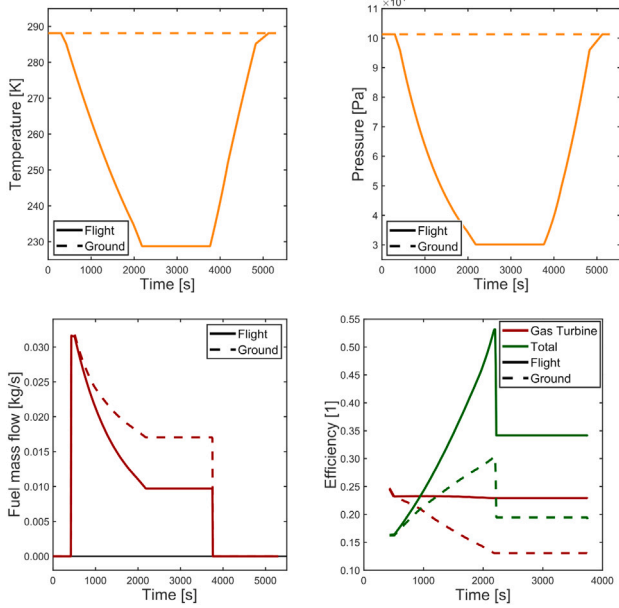 Temperature [K]
290
280
270
260
250
240
230
Flight
Ground
0 1000 2000 3000 4000 5000
Time [s]
Pressure [Pa]
10
9
8
7
6
5
4
3
Flight
Ground
0 1000 2000 3000 4000 5000
Time [s]
Fuel mass flow [kg/s]
0.030
0.025
0.020
0.015
0.010
0.005
0.000
Flight
Ground
0 1000 2000 3000 4000 5000
Time [s]
Efficiency [1]
0.55
0.50
0.45
0.40
0.35
0.30
0.25
0.20
0.15
0.10
Gas Turbine
Total
Flight
Ground
0 1000 2000 3000 4000
Time [s]